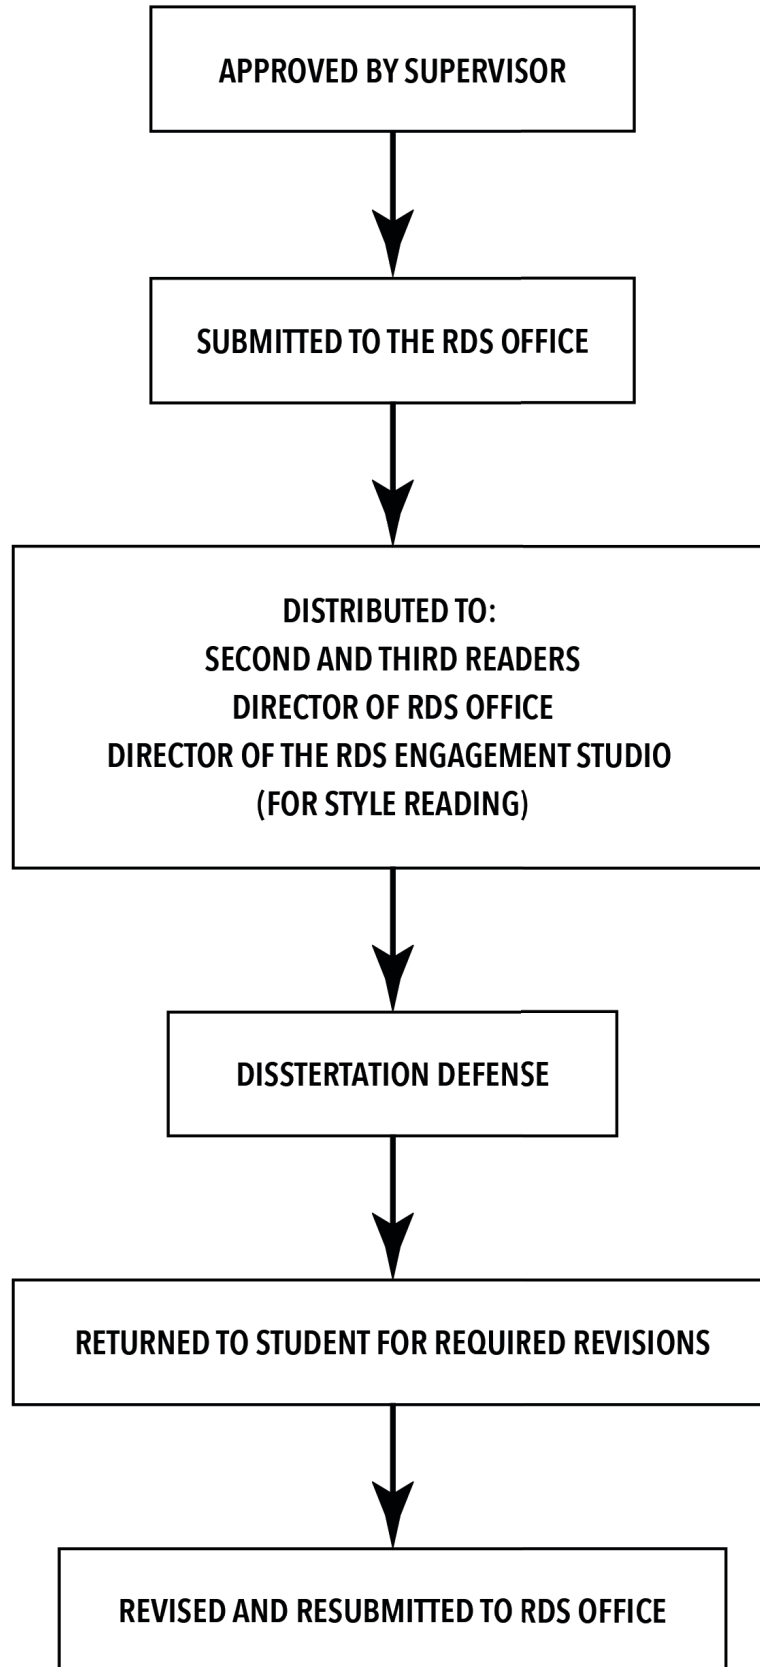 APPROVED BY SUPERVISOR
SUBMITTED TO THE RDS OFFICE
DISTRIBUTED TO:
SECOND AND THIRD READERS
DIRECTOR OF RDS OFFICE
DIRECTOR OF THE RDS ENGAGEMENT STUDIO
(FOR STYLE READING)
DISSTERTATION DEFENSE
RETURNED TO STUDENT FOR REQUIRED REVISIONS
REVISED AND RESUBMITTED TO RDS OFFICE